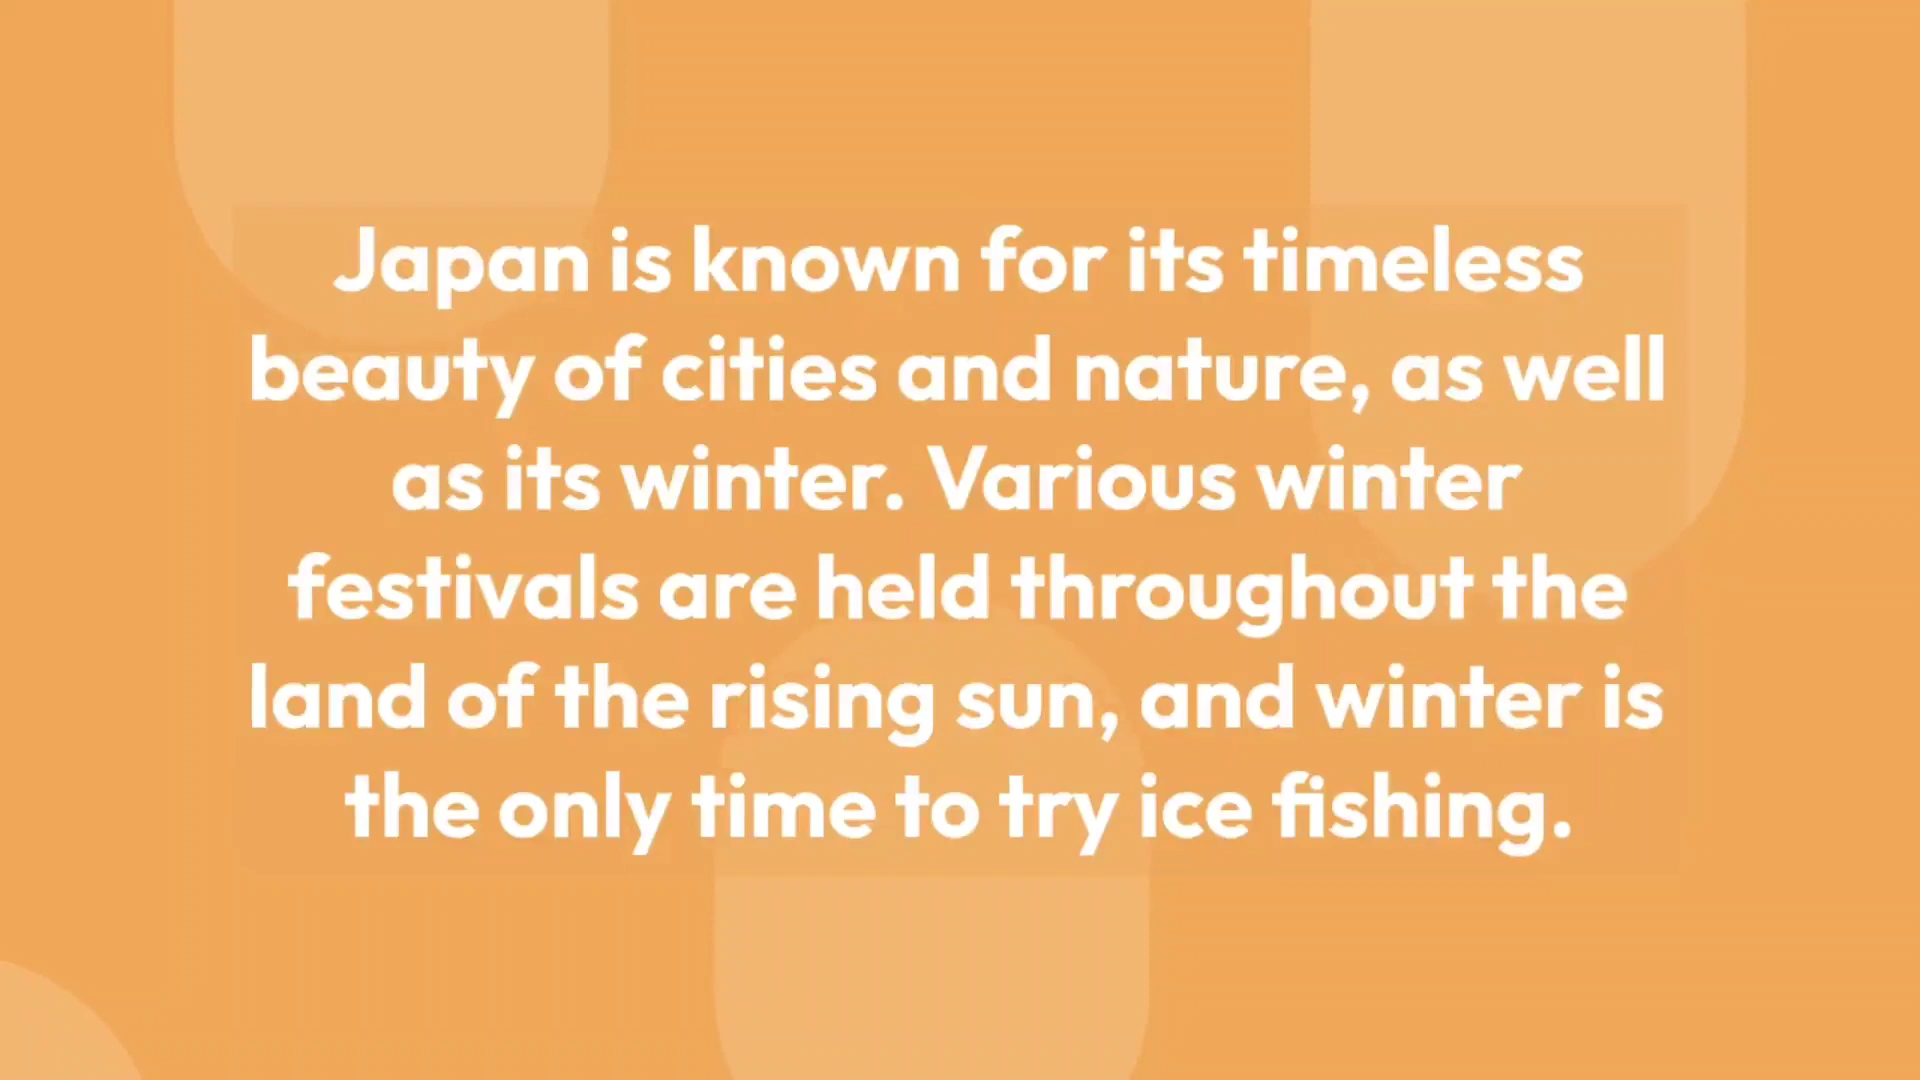 Japan is known for its timeless
beauty of cities and nature, as well
as its winter. Various winter
festivals are held throughout the
land of the rising sun, and winter is
the only time to try ice fishing.